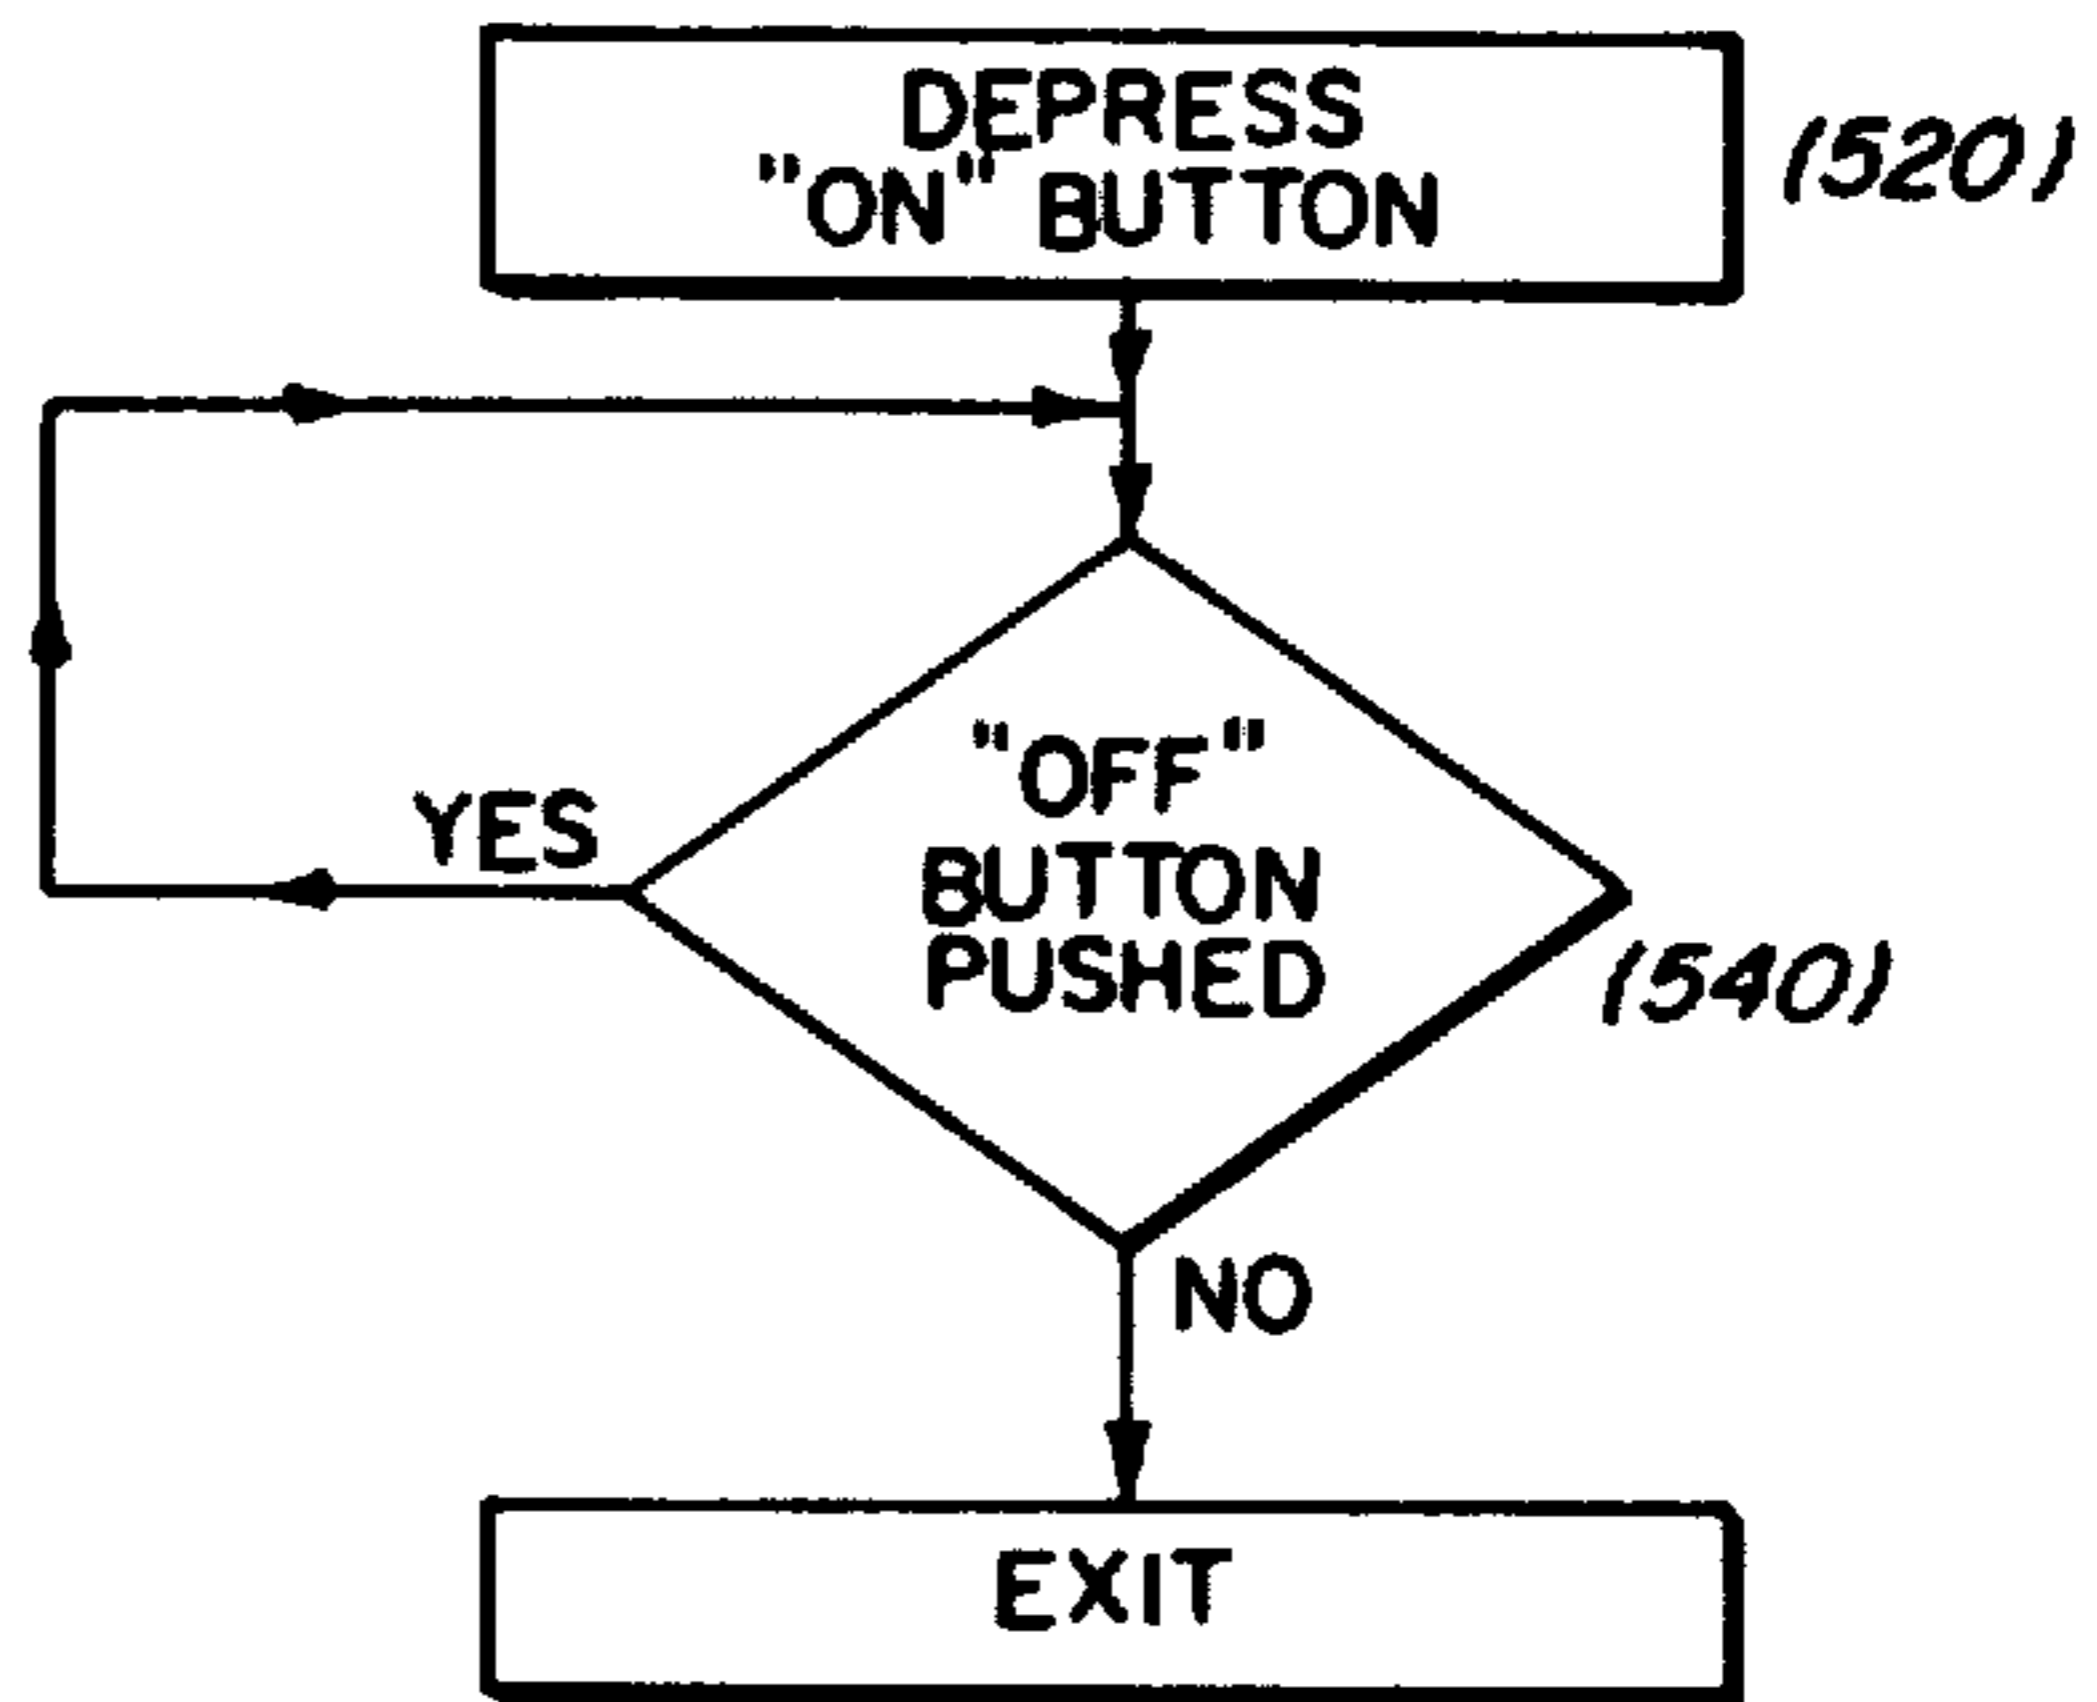 DEPRESS
"ON" BUTTON
(520)
"OFF"
BUTTON
PUSHED
YES
(540)
NO
EXIT